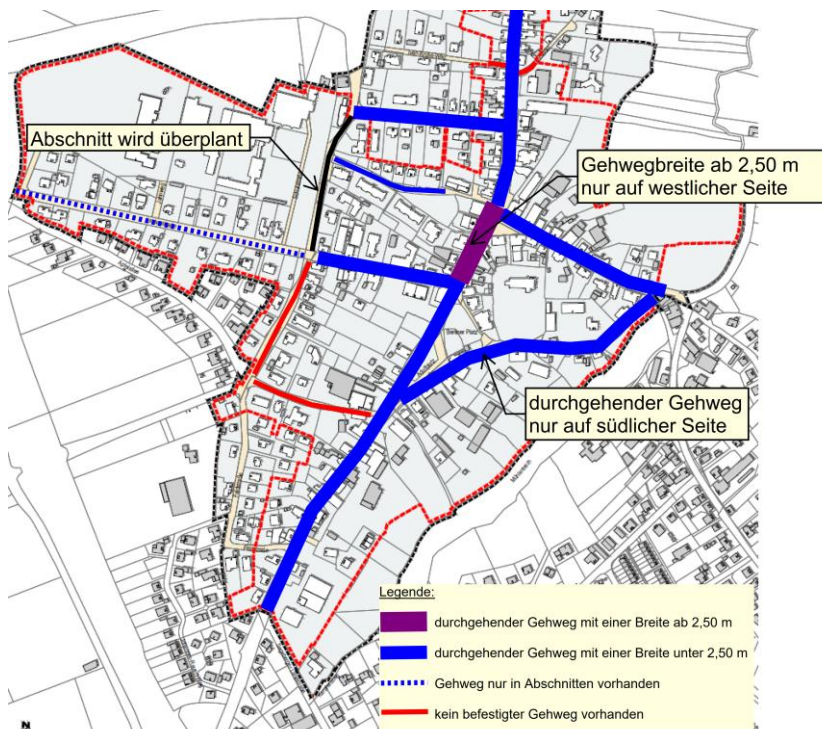 Abschnitt wird überplant
Gehwegbreite ab 2,50 m
nur auf westlicher Seite
durchgehender Gehweg
nur auf südlicher Seite
Legende:
durchgehender Gehweg mit einer Breite ab 2,50 m
durchgehender Gehweg mit einer Breite unter 2,50 m
Gehweg nur in Abschnitten vorhanden
kein befestigter Gehweg vorhanden
N